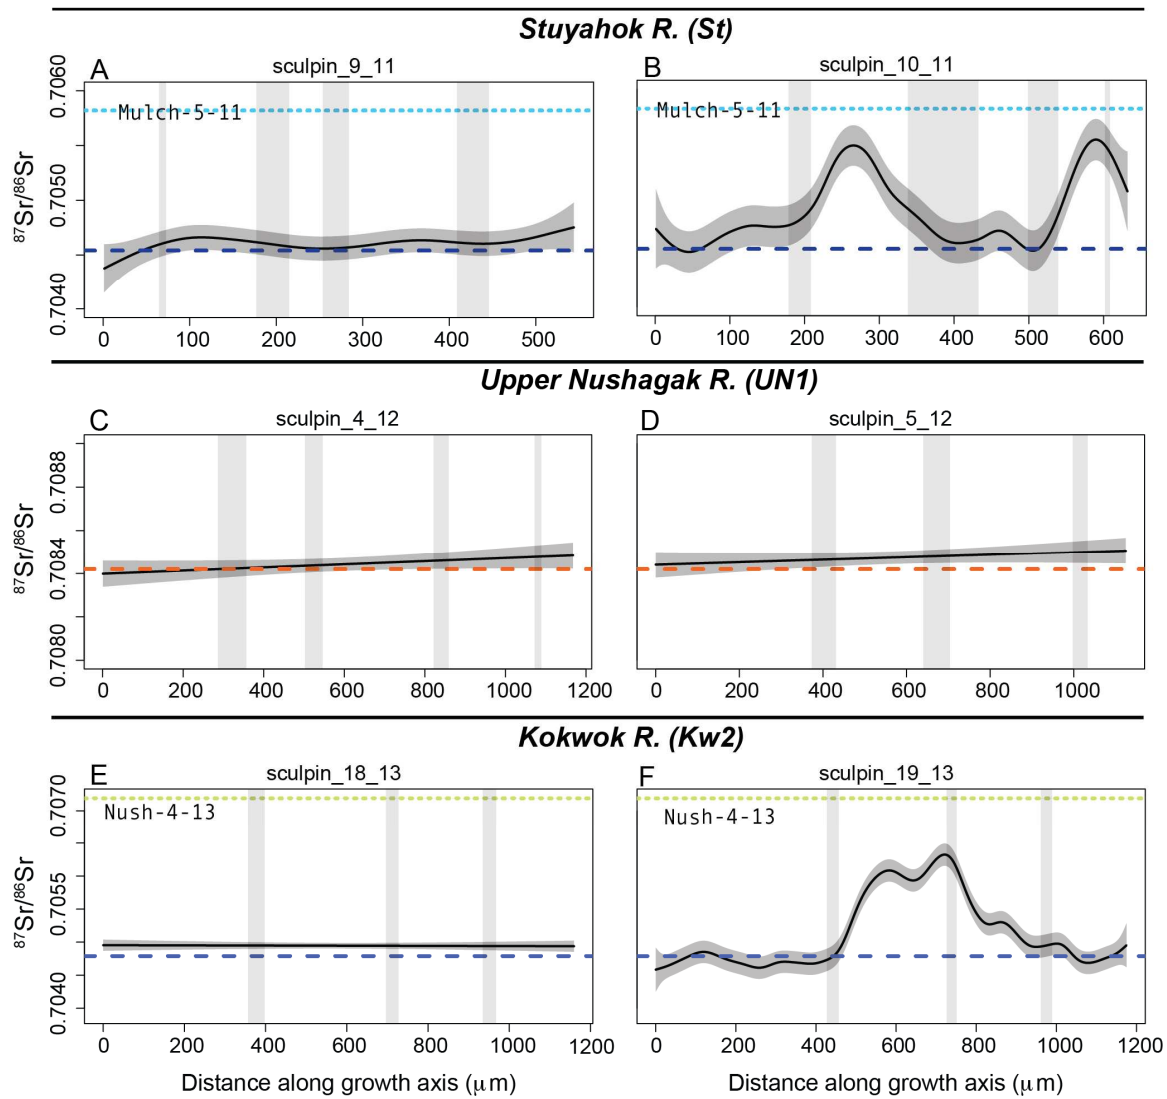 Stuyahok R. (St)
A
sculpin_9_11
B
sculpin_10_11
0.7060
0.7050
0.7040
87Sr/86Sr
Mulch-5-11
Mulch-5-11
0 100 200 300 400 500
0 100 200 300 400 500 600
Upper Nushagak R. (UN1)
C
sculpin_4_12
D
sculpin_5_12
0.7088
0.7084
0.7080
87Sr/86Sr
0 200 400 600 800 1000 1200
0 200 400 600 800 1000
Kokwok R. (Kw2)
E
sculpin_18_13
F
sculpin_19_13
0.7070
0.7055
0.7040
87Sr/86Sr
Nush-4-13
Nush-4-13
0 200 400 600 800 1000 1200
0 200 400 600 800 1000 1200
Distance along growth axis (μm)
Distance along growth axis (μm)